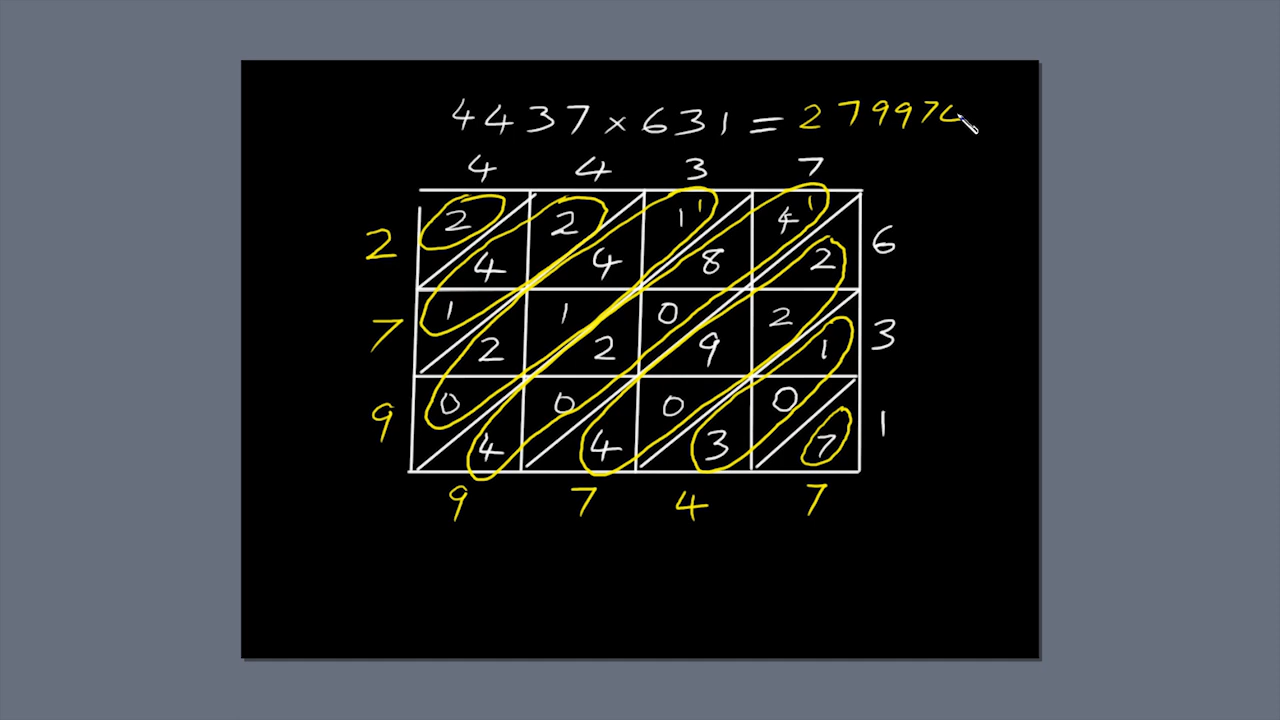 4437×631=27997
4 4 3 7
2 2 1 1 4 1
2 6
4 4 8 2
1 1 0 2
7 3
2 2 9 1
0 0 0 0
9 1
4 4 3 7
9 7 4 7